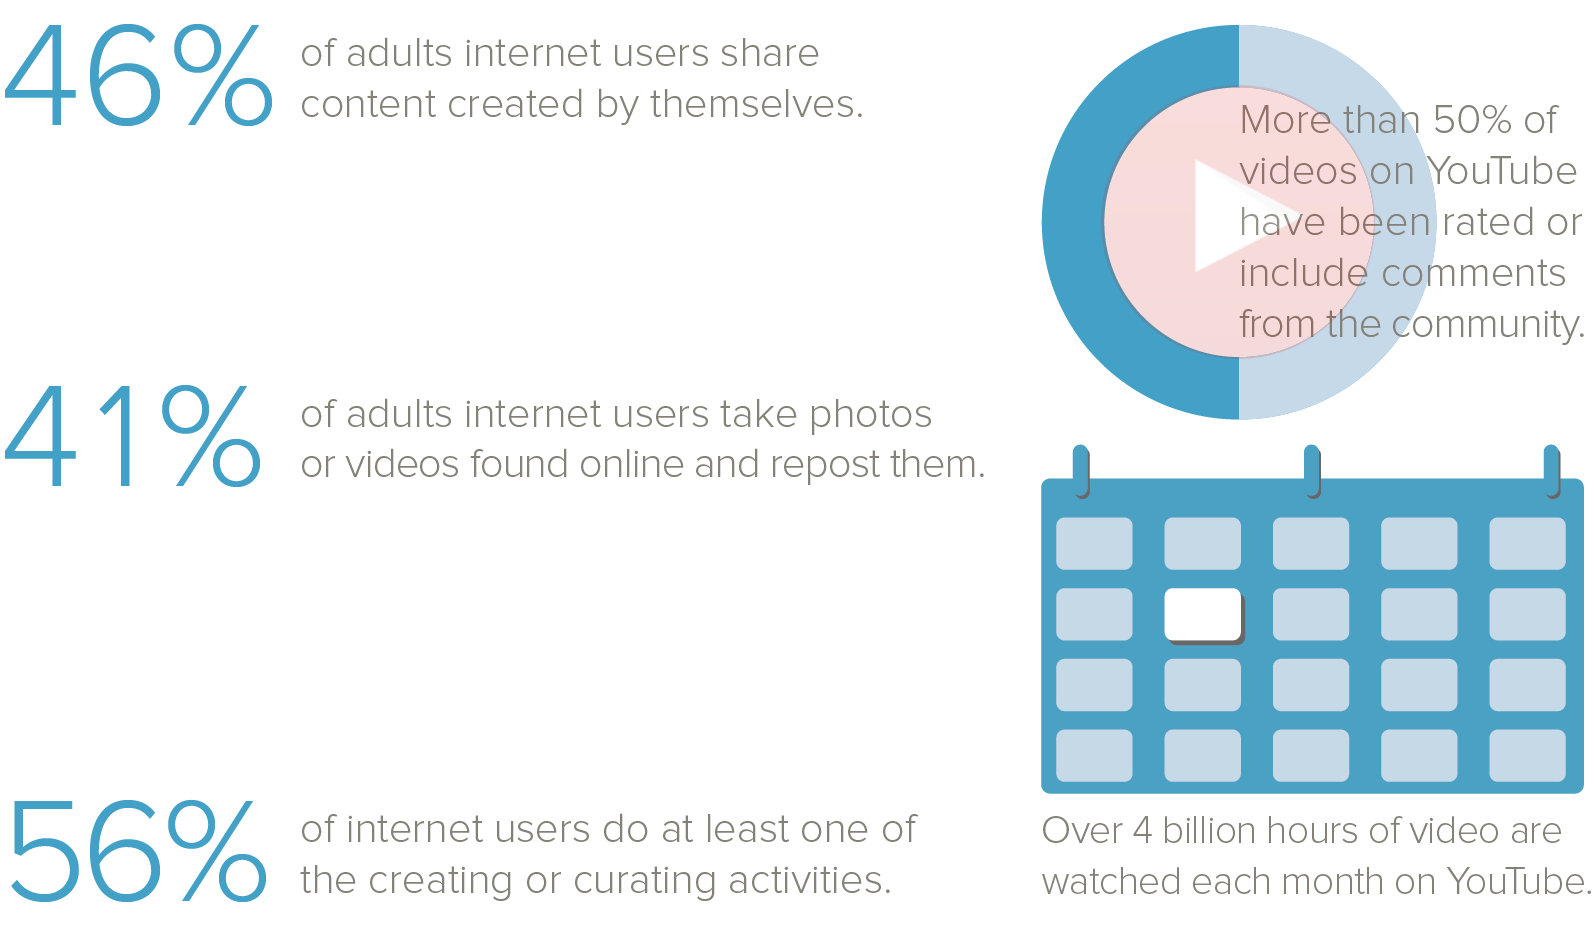 46%
of adults internet users share
content created by themselves.
41%
of adults internet users take photos
or videos found online and repost them.
56%
of internet users do at least one of
the creating or curating activities.
More than 50% of
videos on YouTube
have been rated or
include comments
from the community.
Over 4 billion hours of video are
watched each month on YouTube.